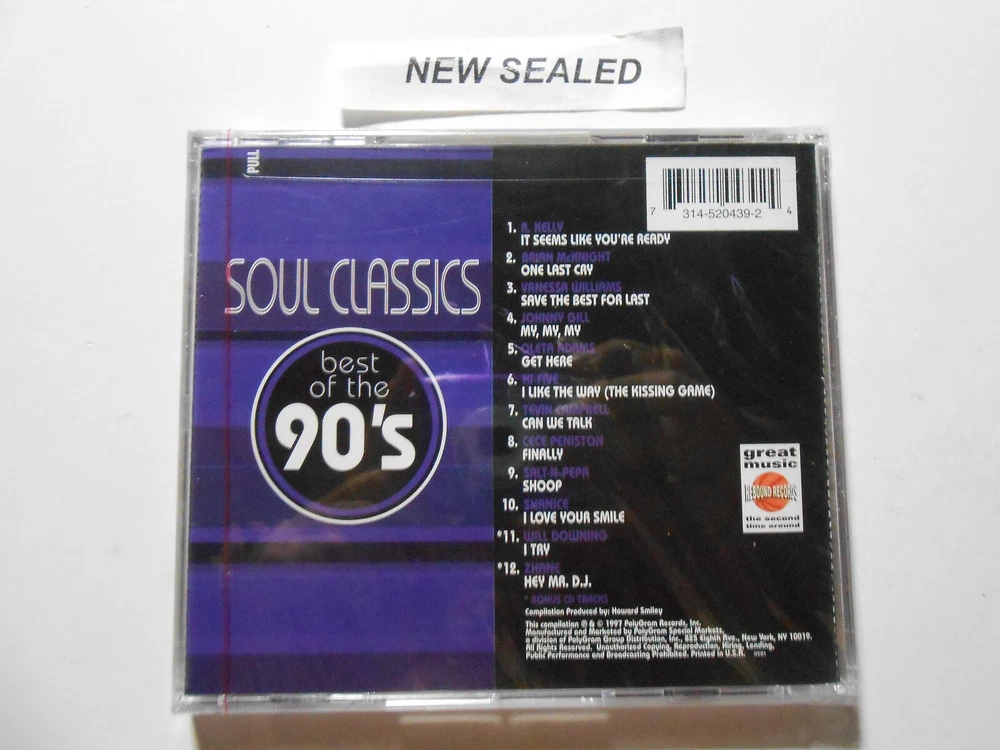 NEW SEALED
PULL
SOUL CLASSICS
best
of the
90's
7 314-520439-2 4
1. R. KELLY
IT SEEMS LIKE YOU'RE READY
2. BRIAN McKNIGHT
ONE LAST CRY
3. VANESSA WILLIAMS
SAVE THE BEST FOR LAST
4. JOHNNY GILL
MY, MY, MY
5. OLETA ADAMS
GET HERE
6. HI-FIVE
I LIKE THE WAY (THE KISSING GAME)
7. TEVIN CAMPBELL
CAN WE TALK
8. CECE PENISTON
FINALLY
9. SALT-N-PEPA
SHOOP
10. SHANICE
I LOVE YOUR SMILE
*11. WILL DOWNING
I TRY
*12. ZHANE
HEY MR. D.J.
* BONUS CD TRACKS
Compilation Produced by: Howard Smiley
This compilation ℗ & © 1997 PolyGram Records, Inc.
Manufactured and Marketed by PolyGram Special Markets,
a division of PolyGram Group Distribution, Inc., 825 Eighth Ave., New York, NY 10019.
All Rights Reserved. Unauthorized Copying, Reproduction, Hiring, Lending,
Public Performance and Broadcasting Prohibited. Printed in U.S.A.
great
music
REBOUND RECORDS
the second
time around